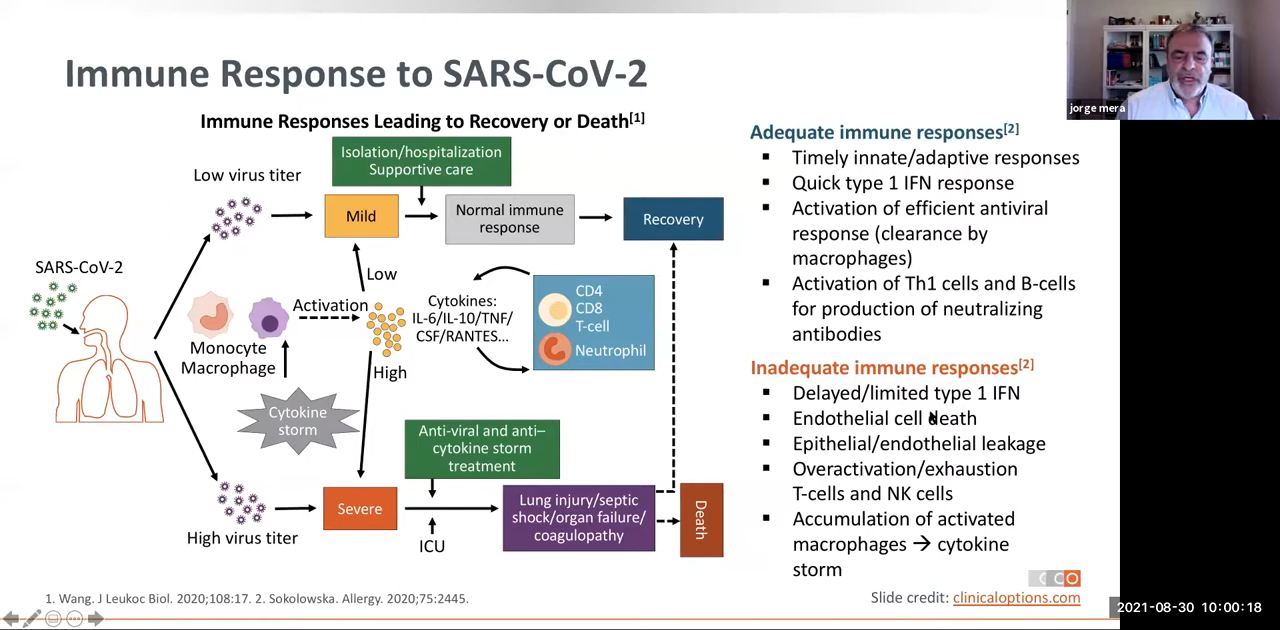 Immune Response to SARS-CoV-2
jorge mera
Immune Responses Leading to Recovery or Death[1]
Isolation/hospitalization
Supportive care
Low virus titer
Mild
Normal immune
response
Recovery
SARS-CoV-2
Low
Activation
Monocyte
Macrophage
Cytokines:
IL-6/IL-10/TNF/
CSF/RANTES...
CD4
CD8
T-cell
Neutrophil
High
Cytokine
storm
Anti-viral and anti–
cytokine storm
treatment
Severe
Lung injury/septic
shock/organ failure/
coagulopathy
Death
ICU
High virus titer
Adequate immune responses[2]
▪ Timely innate/adaptive responses
▪ Quick type 1 IFN response
▪ Activation of efficient antiviral
response (clearance by
macrophages)
▪ Activation of Th1 cells and B-cells
for production of neutralizing
antibodies
Inadequate immune responses[2]
▪ Delayed/limited type 1 IFN
▪ Endothelial cell death
▪ Epithelial/endothelial leakage
▪ Overactivation/exhaustion
T-cells and NK cells
▪ Accumulation of activated
macrophages → cytokine
storm
CCO
1. Wang. J Leukoc Biol. 2020;108:17. 2. Sokolowska. Allergy. 2020;75:2445.
Slide credit: clinicaloptions.com
2021-08-30 10:00:18